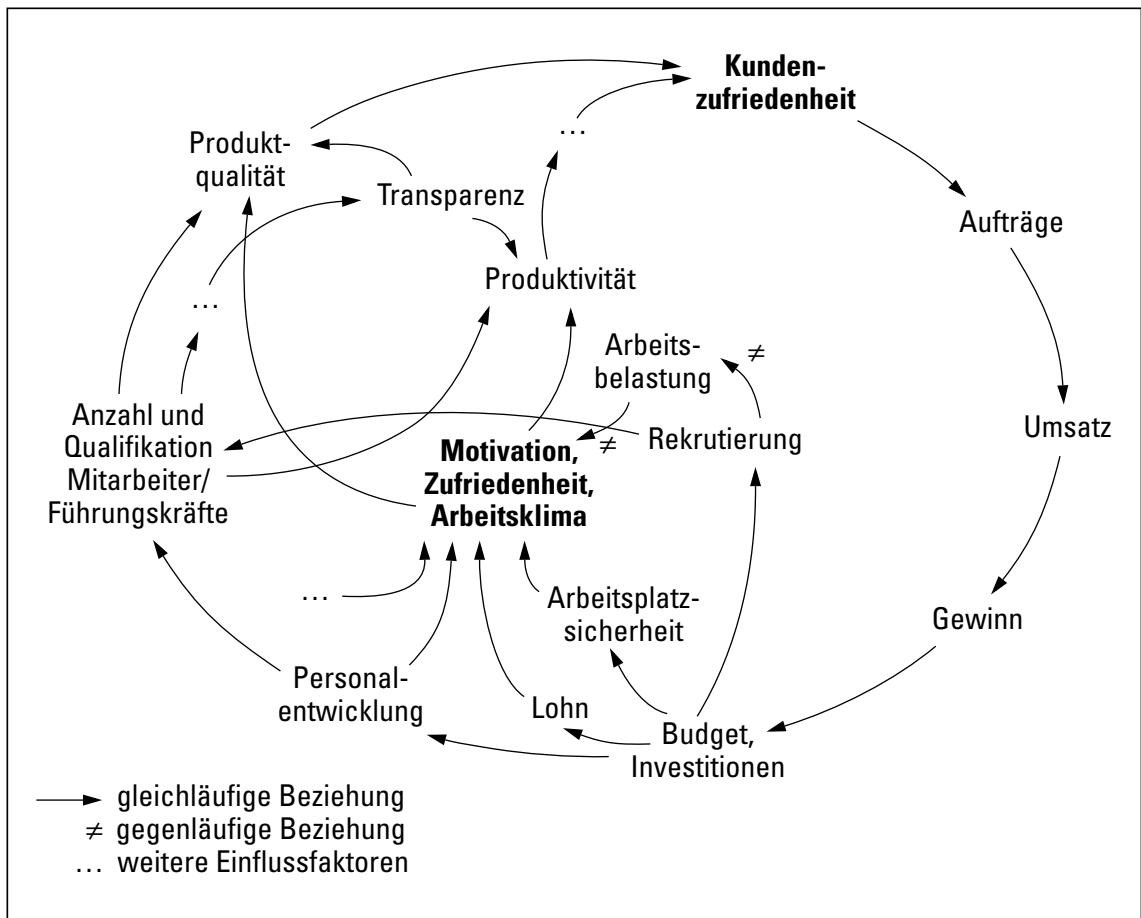 Kunden-
zufriedenheit
…
Produkt-
qualität
Transparenz
Aufträge
Produktivität
…
Arbeits-
belastung
≠
Anzahl und
Qualifikation
Mitarbeiter/
Führungskräfte
≠
Rekrutierung
Umsatz
Motivation,
Zufriedenheit,
Arbeitsklima
…
Arbeitsplatz-
sicherheit
Gewinn
Personal-
entwicklung
Lohn
Budget,
Investitionen
gleichläufige Beziehung
≠ gegenläufige Beziehung
… weitere Einflussfaktoren